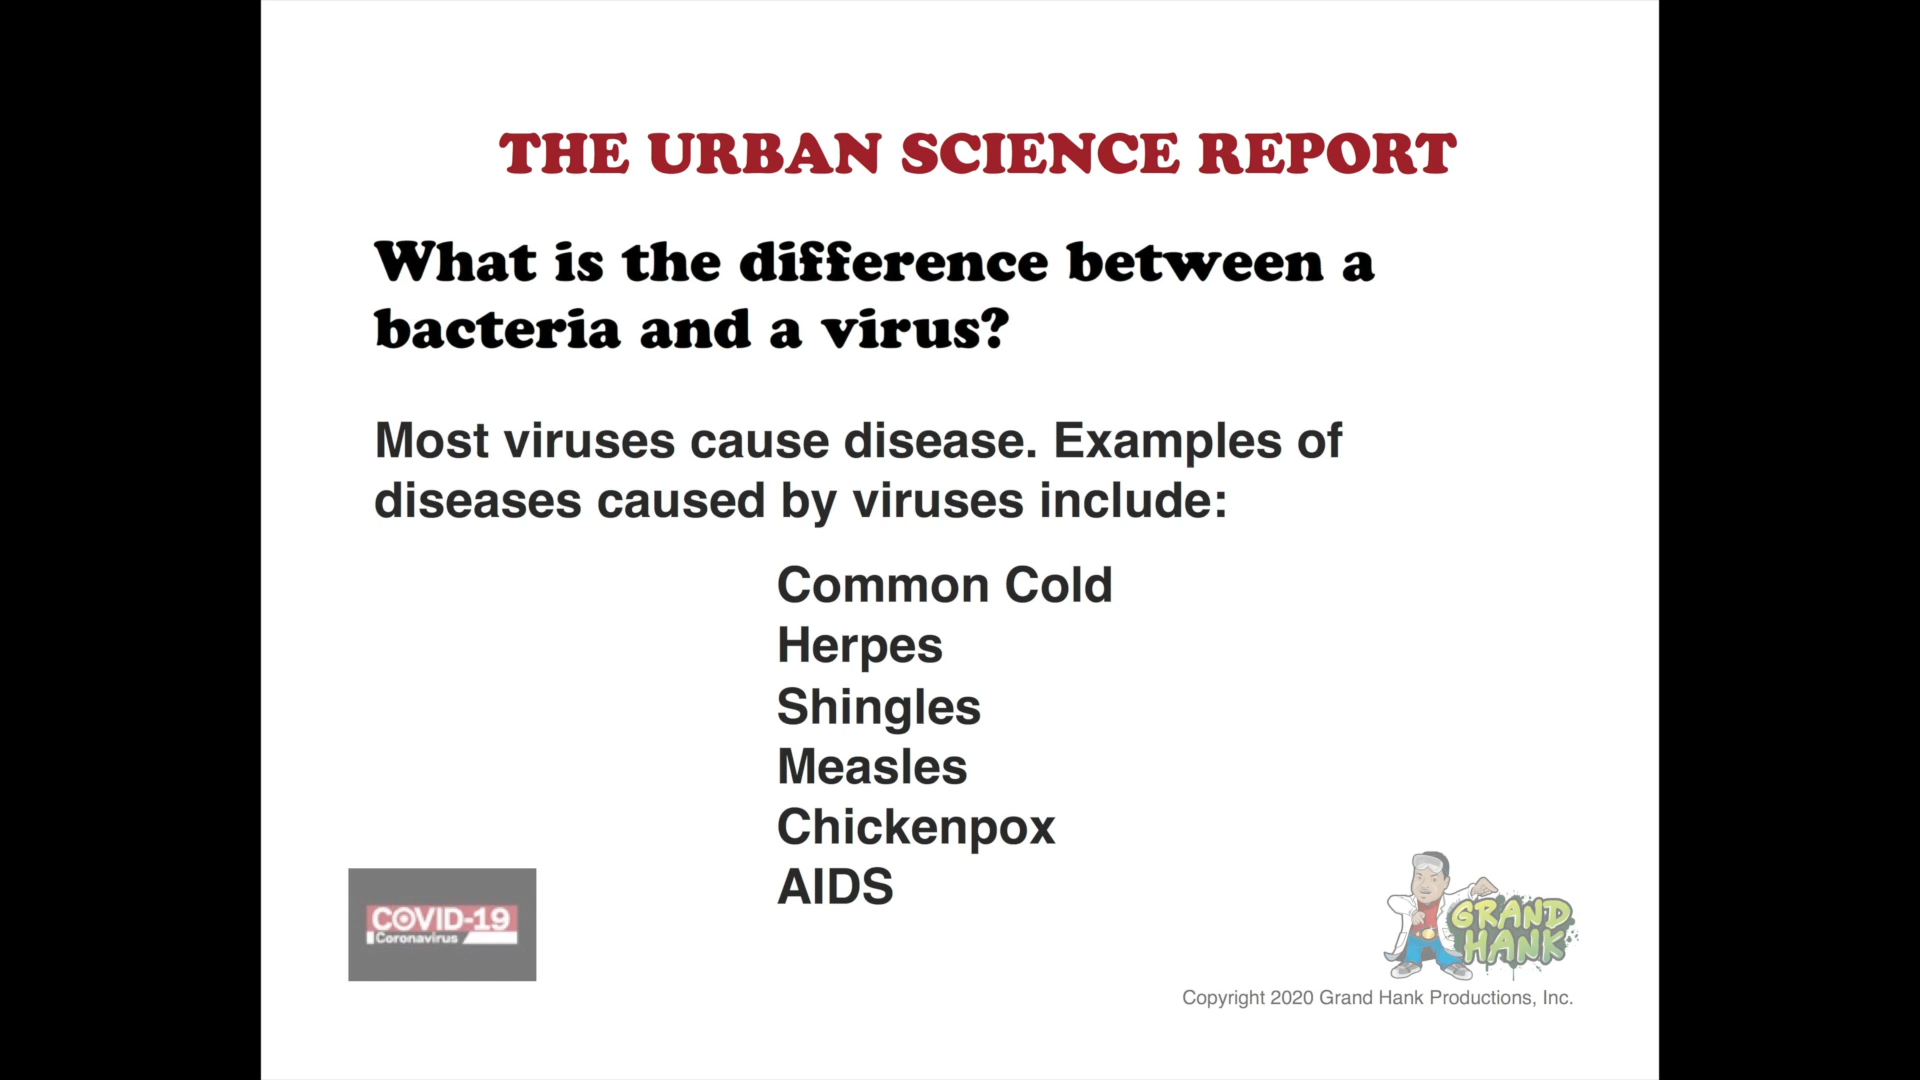 THE URBAN SCIENCE REPORT
What is the difference between a
bacteria and a virus?
Most viruses cause disease. Examples of
diseases caused by viruses include:
Common Cold
Herpes
Shingles
Measles
Chickenpox
AIDS
COVID-19
Coronavirus
GRAND
HANK
Copyright 2020 Grand Hank Productions, Inc.